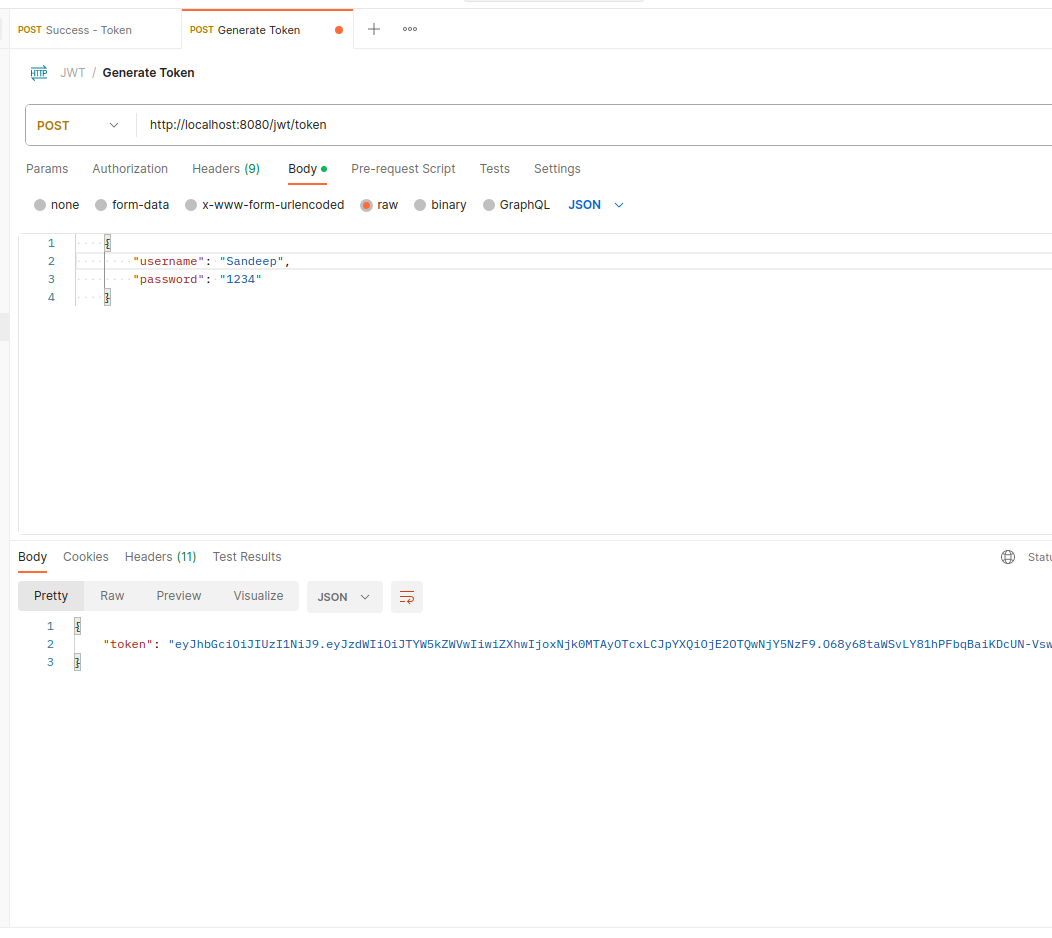 POST Success - Token POST Generate Token
HTTP JWT / Generate Token
POST http://localhost:8080/jwt/token
Params Authorization Headers (9) Body Pre-request Script Tests Settings
none form-data x-www-form-urlencoded raw binary GraphQL JSON
1 {
2 "username": "Sandeep",
3 "password": "1234"
4 }
Body Cookies Headers (11) Test Results Statu
Pretty Raw Preview Visualize JSON
1 {
2 "token": "eyJhbGciOiJIUzI1NiJ9.eyJzdWIiOiJTYW5kZWVwIiwiZXhwIjoxNjk0MTAyOTcxLCJpYXQiOjE2OTQwNjY5NzF9.O68y68taWSvLY81hPFbqBaiKDcUN-Vsw
3 }